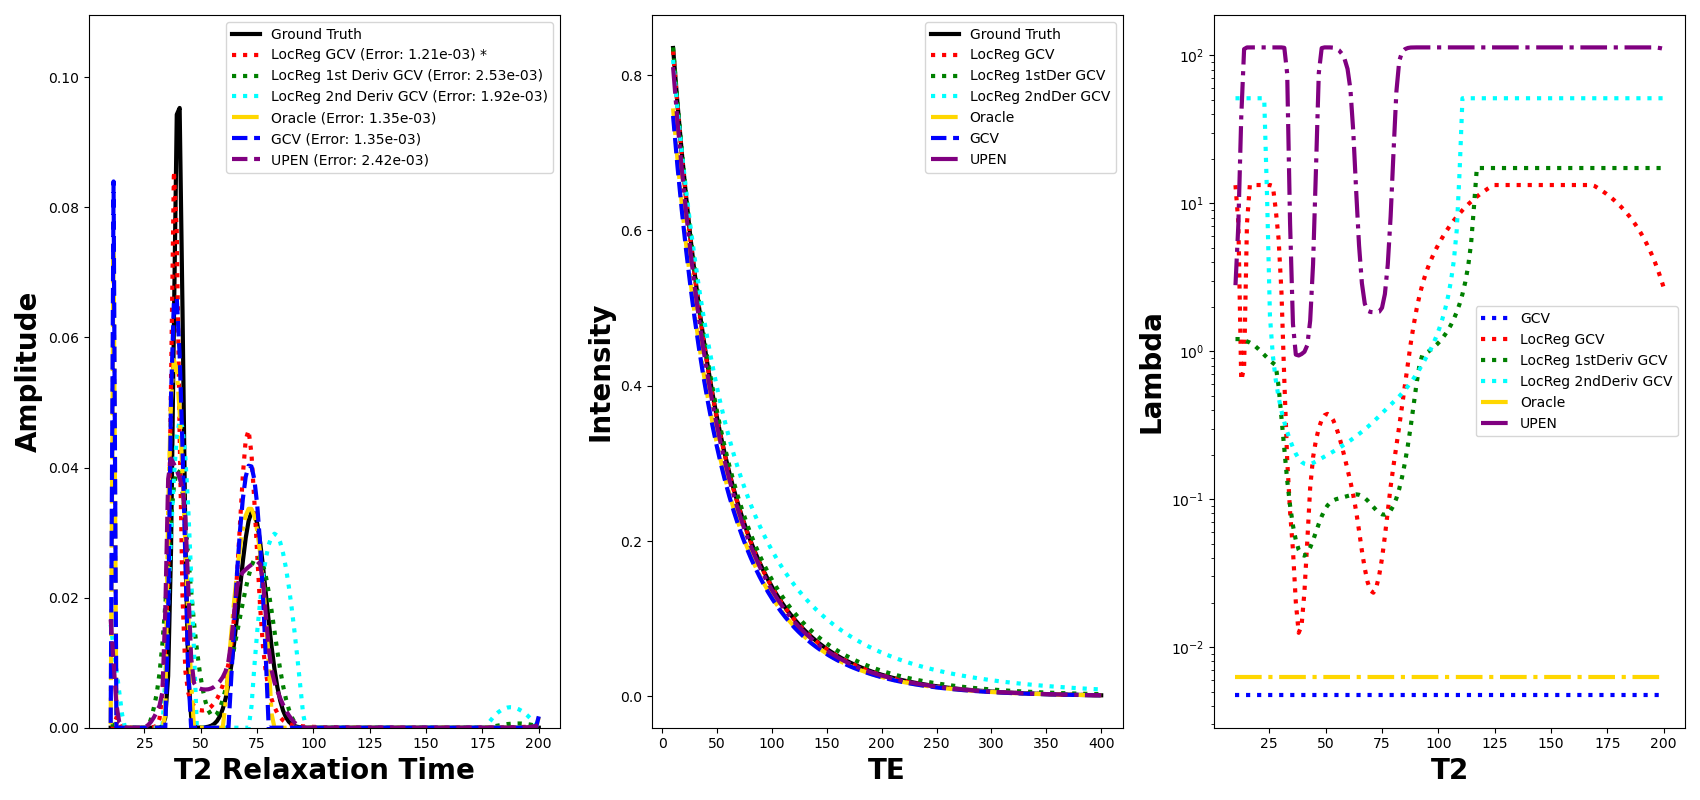 Amplitude
0.10
0.08
0.06
0.04
0.02
0.00
25 50 75 100 125 150 175 200
T2 Relaxation Time
Ground Truth
LocReg GCV (Error: 1.21e-03) *
LocReg 1st Deriv GCV (Error: 2.53e-03)
LocReg 2nd Deriv GCV (Error: 1.92e-03)
Oracle (Error: 1.35e-03)
GCV (Error: 1.35e-03)
UPEN (Error: 2.42e-03)
Intensity
0.8
0.6
0.4
0.2
0.0
0 50 100 150 200 250 300 350 400
TE
Ground Truth
LocReg GCV
LocReg 1stDer GCV
LocReg 2ndDer GCV
Oracle
GCV
UPEN
Lambda
10²
10¹
10⁰
10⁻¹
10⁻²
25 50 75 100 125 150 175 200
T2
GCV
LocReg GCV
LocReg 1stDeriv GCV
LocReg 2ndDeriv GCV
Oracle
UPEN